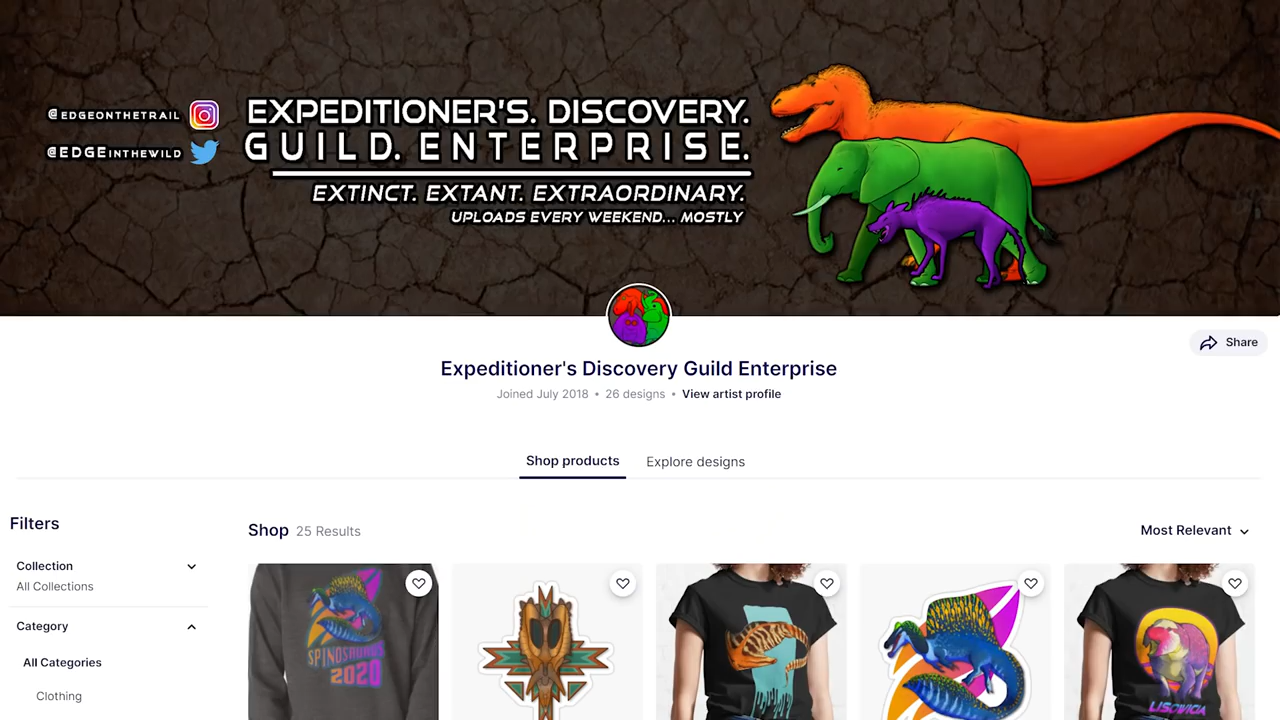 @EDGEONTHETRAIL
@EDGEINTHEWILD
EXPEDITIONER'S. DISCOVERY.
GUILD. ENTERPRISE.
EXTINCT. EXTANT. EXTRAORDINARY.
UPLOADS EVERY WEEKEND... MOSTLY
Share
Expeditioner's Discovery Guild Enterprise
Joined July 2018 • 26 designs • View artist profile
Shop products
Explore designs
Filters
Shop 25 Results
Most Relevant
Collection
All Collections
Category
All Categories
Clothing
SPINOSAURUS
2020
LISOWICIA